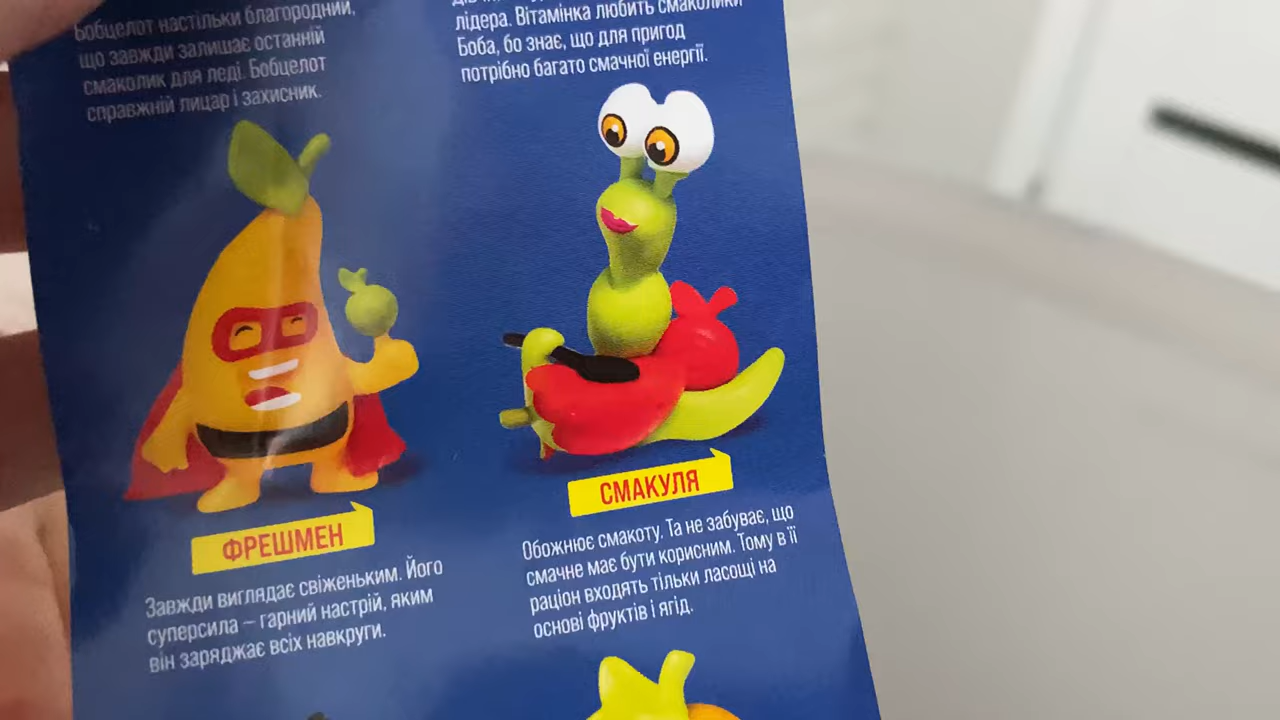 Бобцелот настільки благородний,
що завжди залишає останній
смаколик для леді. Бобцелот
справжній лицар і захисник.
лідера. Вітамінка любить смаколики
Боба, бо знає, що для пригод
потрібно багато смачної енергії.
ФРЕШМЕН
Завжди виглядає свіженьким. Його
суперсила – гарний настрій, яким
він заряджає всіх навкруги.
СМАКУЛЯ
Обожнює смакоту. Та не забуває, що
смачне має бути корисним. Тому в її
раціон входять тільки ласощі на
основі фруктів і ягід.